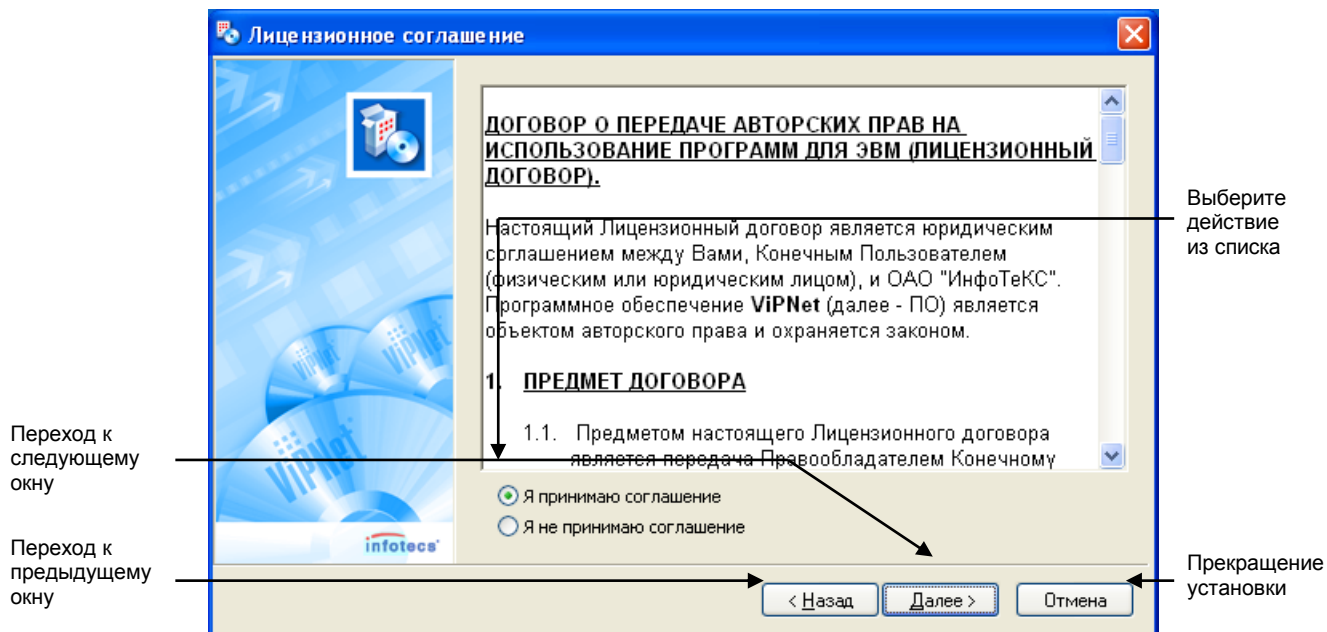 Лицензионное соглашение
ДОГОВОР О ПЕРЕДАЧЕ АВТОРСКИХ ПРАВ НА
ИСПОЛЬЗОВАНИЕ ПРОГРАММ ДЛЯ ЭВМ (ЛИЦЕНЗИОННЫЙ
ДОГОВОР).
Настоящий Лицензионный договор является юридическим
соглашением между Вами, Конечным Пользователем
(физическим или юридическим лицом), и ОАО "ИнфоТеКС".
Программное обеспечение ViPNet (далее - ПО) является
объектом авторского права и охраняется законом.
1. ПРЕДМЕТ ДОГОВОРА
1.1. Предметом настоящего Лицензионного договора
является передача Правообладателем Конечному
Я принимаю соглашение
Я не принимаю соглашение
< Назад
Далее >
Отмена
ViPNet
ViPNet
ViPNet
infotecs
Выберите
действие
из списка
Переход к
следующему
окну
Переход к
предыдущему
окну
Прекращение
установки